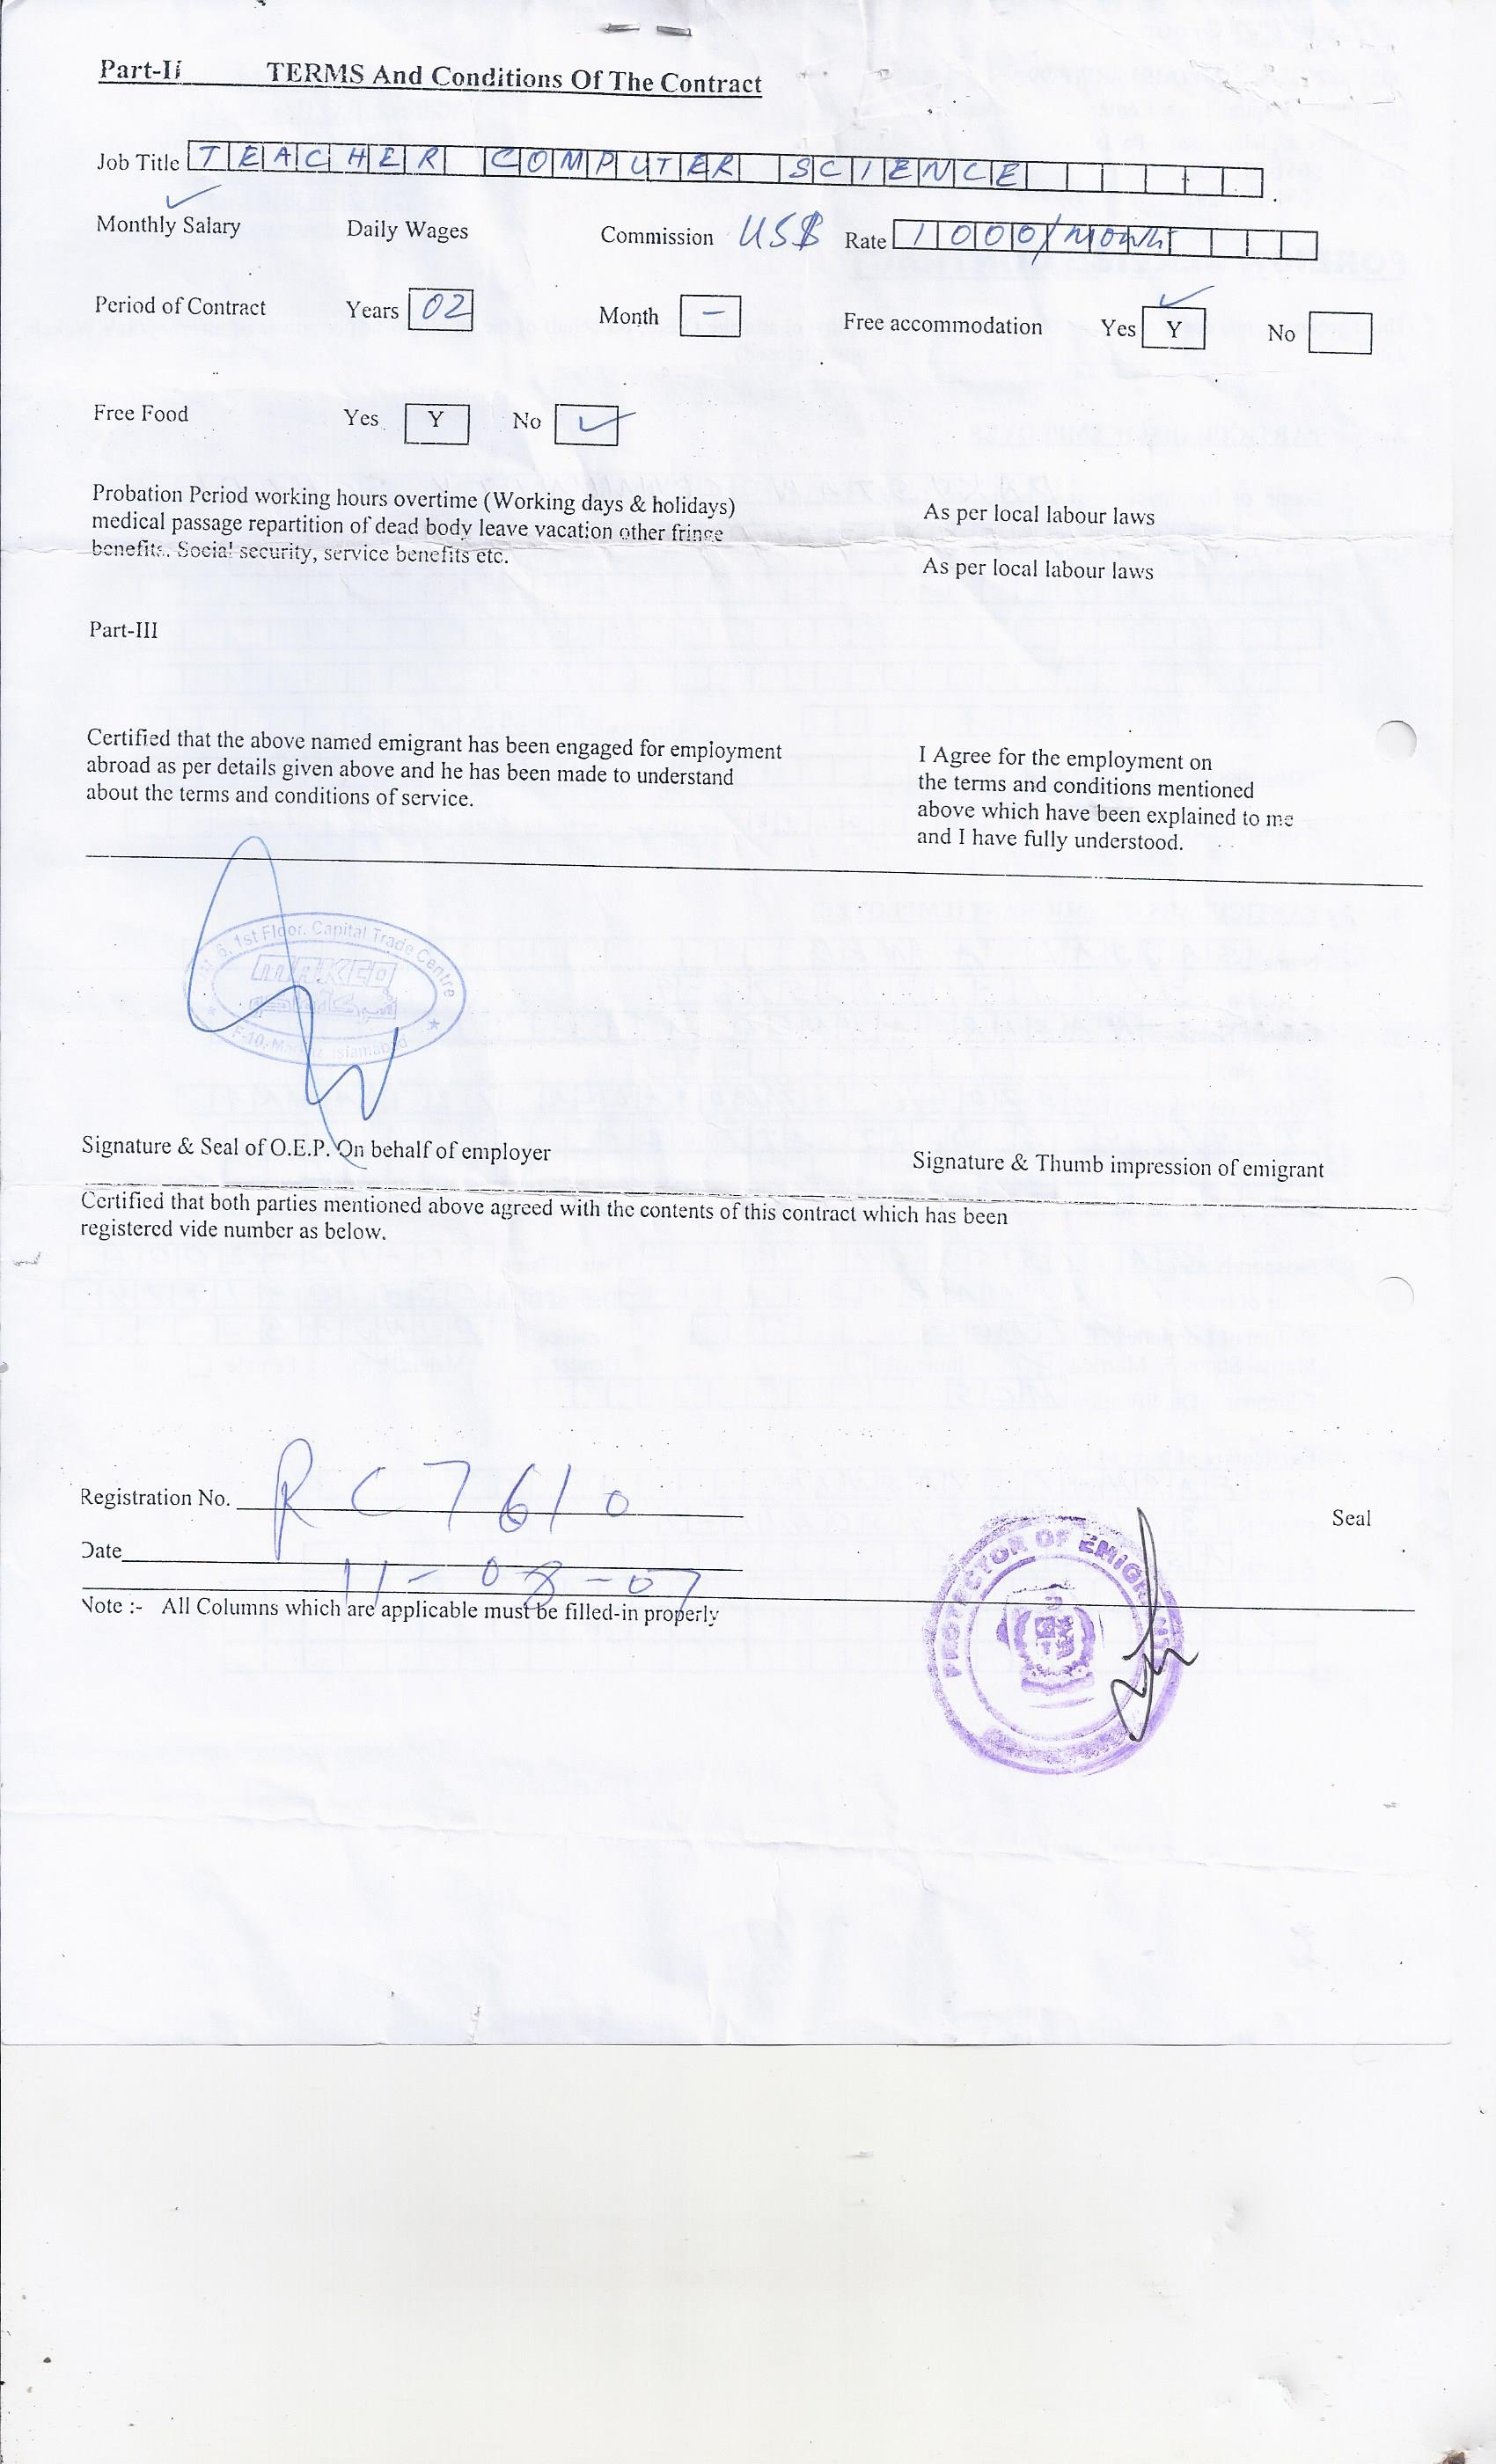 Part-II TERMS And Conditions Of The Contract
Job Title TEACHER COMPUTER SCIENCE
Monthly Salary Daily Wages Commission US$ Rate 1000/month
Period of Contract Years 02 Month - Free accommodation Yes Y No
Free Food Yes Y No
Probation Period working hours overtime (Working days & holidays) As per local labour laws
medical passage repartition of dead body leave vacation other fringe
benefits. Social security, service benefits etc. As per local labour laws
Part-III
Certified that the above named emigrant has been engaged for employment
abroad as per details given above and he has been made to understand
about the terms and conditions of service.
I Agree for the employment on
the terms and conditions mentioned
above which have been explained to me
and I have fully understood.
6, 1st Floor, Capital Trade Centre
MAKCO
F-10, Markaz, Islamabad
Signature & Seal of O.E.P. On behalf of employer
Signature & Thumb impression of emigrant
Certified that both parties mentioned above agreed with the contents of this contract which has been
registered vide number as below.
Registration No. RC7610
Seal
Date 11-08-07
PROTECTOR OF EMIGRANTS
Note :- All Columns which are applicable must be filled-in properly